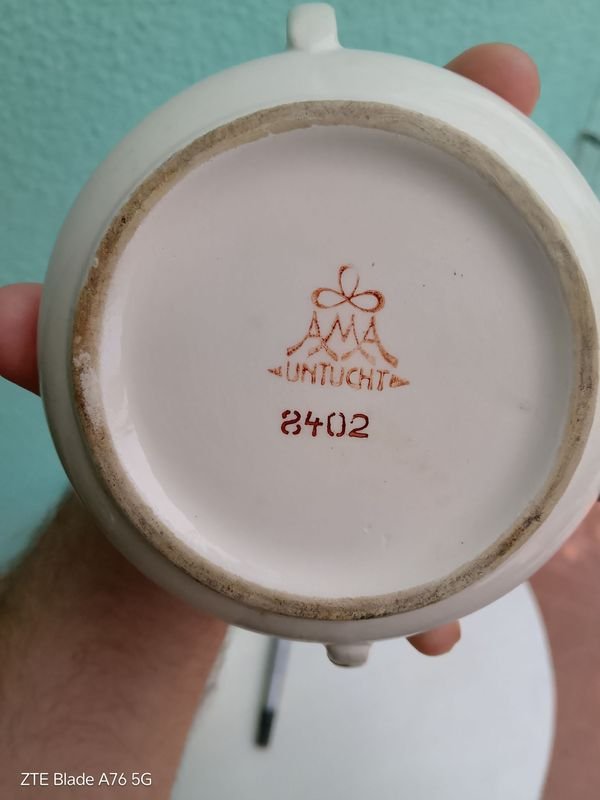 AMA
UNTUCHT
8402
ZTE Blade A76 5G